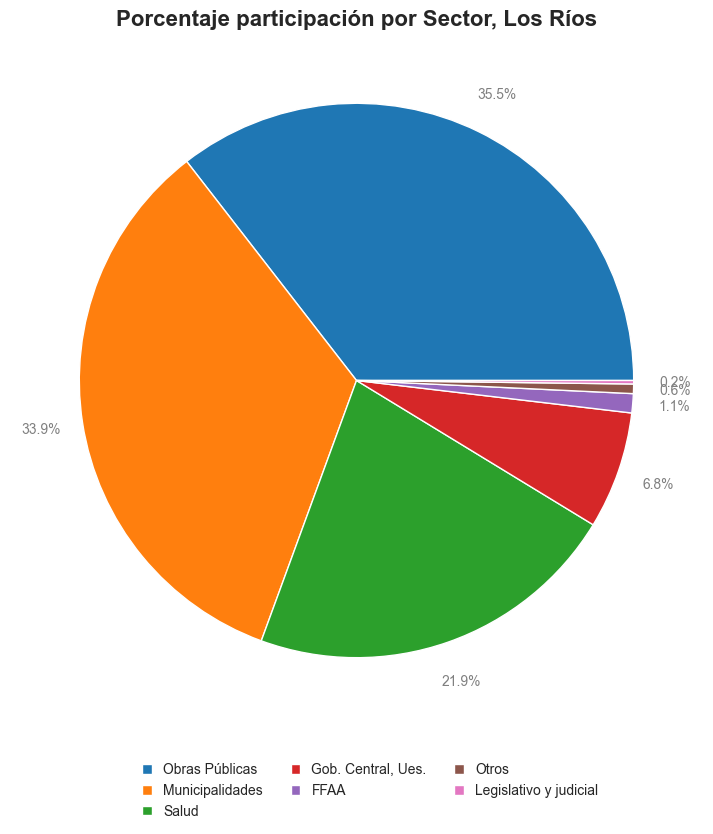 Porcentaje participación por Sector, Los Ríos
35.5%
0.2%
0.6%
1.1%
33.9%
6.8%
21.9%
Obras Públicas
Municipalidades
Salud
Gob. Central, Ues.
FFAA
Otros
Legislativo y judicial